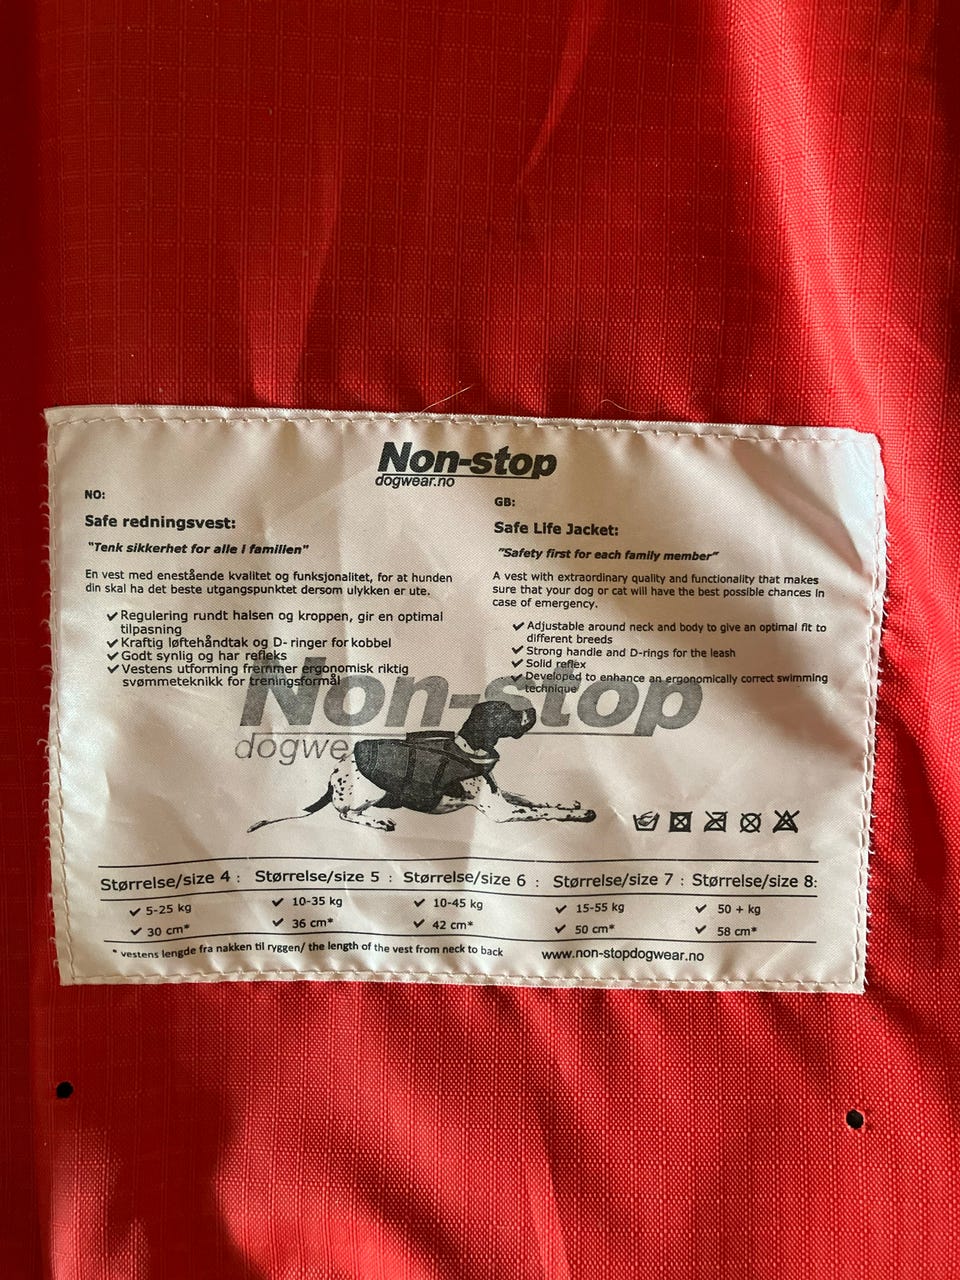 Non-stop
dogwear.no
NO:
Safe redningsvest:
"Tenk sikkerhet for alle i familien"
En vest med enestående kvalitet og funksjonalitet, for at hunden
din skal ha det beste utgangspunktet dersom ulykken er ute.
✓Regulering rundt halsen og kroppen, gir en optimal
tilpasning
✓Kraftig løftehåndtak og D- ringer for kobbel
✓Godt synlig og har refleks
✓Vestens utforming fremmer ergonomisk riktig
svømmeteknikk for treningsformål
GB:
Safe Life Jacket:
"Safety first for each family member"
A vest with extraordinary quality and functionality that makes
sure that your dog or cat will have the best possible chances in
case of emergency.
✓Adjustable around neck and body to give an optimal fit to
different breeds
✓Strong handle and D-rings for the leash
✓Solid reflex
✓Developed to enhance an ergonomically correct swimming
technique
Non-stop
dogwe
Størrelse/size 4 : Størrelse/size 5 : Størrelse/size 6 : Størrelse/size 7 : Størrelse/size 8:
✓ 5-25 kg ✓ 10-35 kg ✓ 10-45 kg ✓ 15-55 kg ✓ 50 + kg
✓ 30 cm* ✓ 36 cm* ✓ 42 cm* ✓ 50 cm* ✓ 58 cm*
* vestens lengde fra nakken til ryggen/ the length of the vest from neck to back www.non-stopdogwear.no